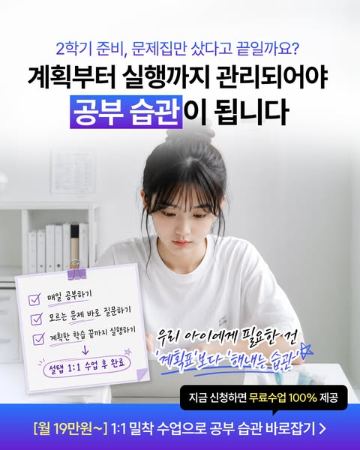 2학기 준비, 문제집만 샀다고 끝일까요?
계획부터 실행까지 관리되어야
공부 습관이 됩니다
매일 공부하기
모르는 문제 바로 질문하기
계획한 학습 끝까지 실행하기
설탭 1:1 수업 후 완료
우리 아이에게 필요한 건
'계획표'보다 '해내는 습관'
지금 신청하면 무료수업 100% 제공
[월 19만원~] 1:1 밀착 수업으로 공부 습관 바로잡기 >